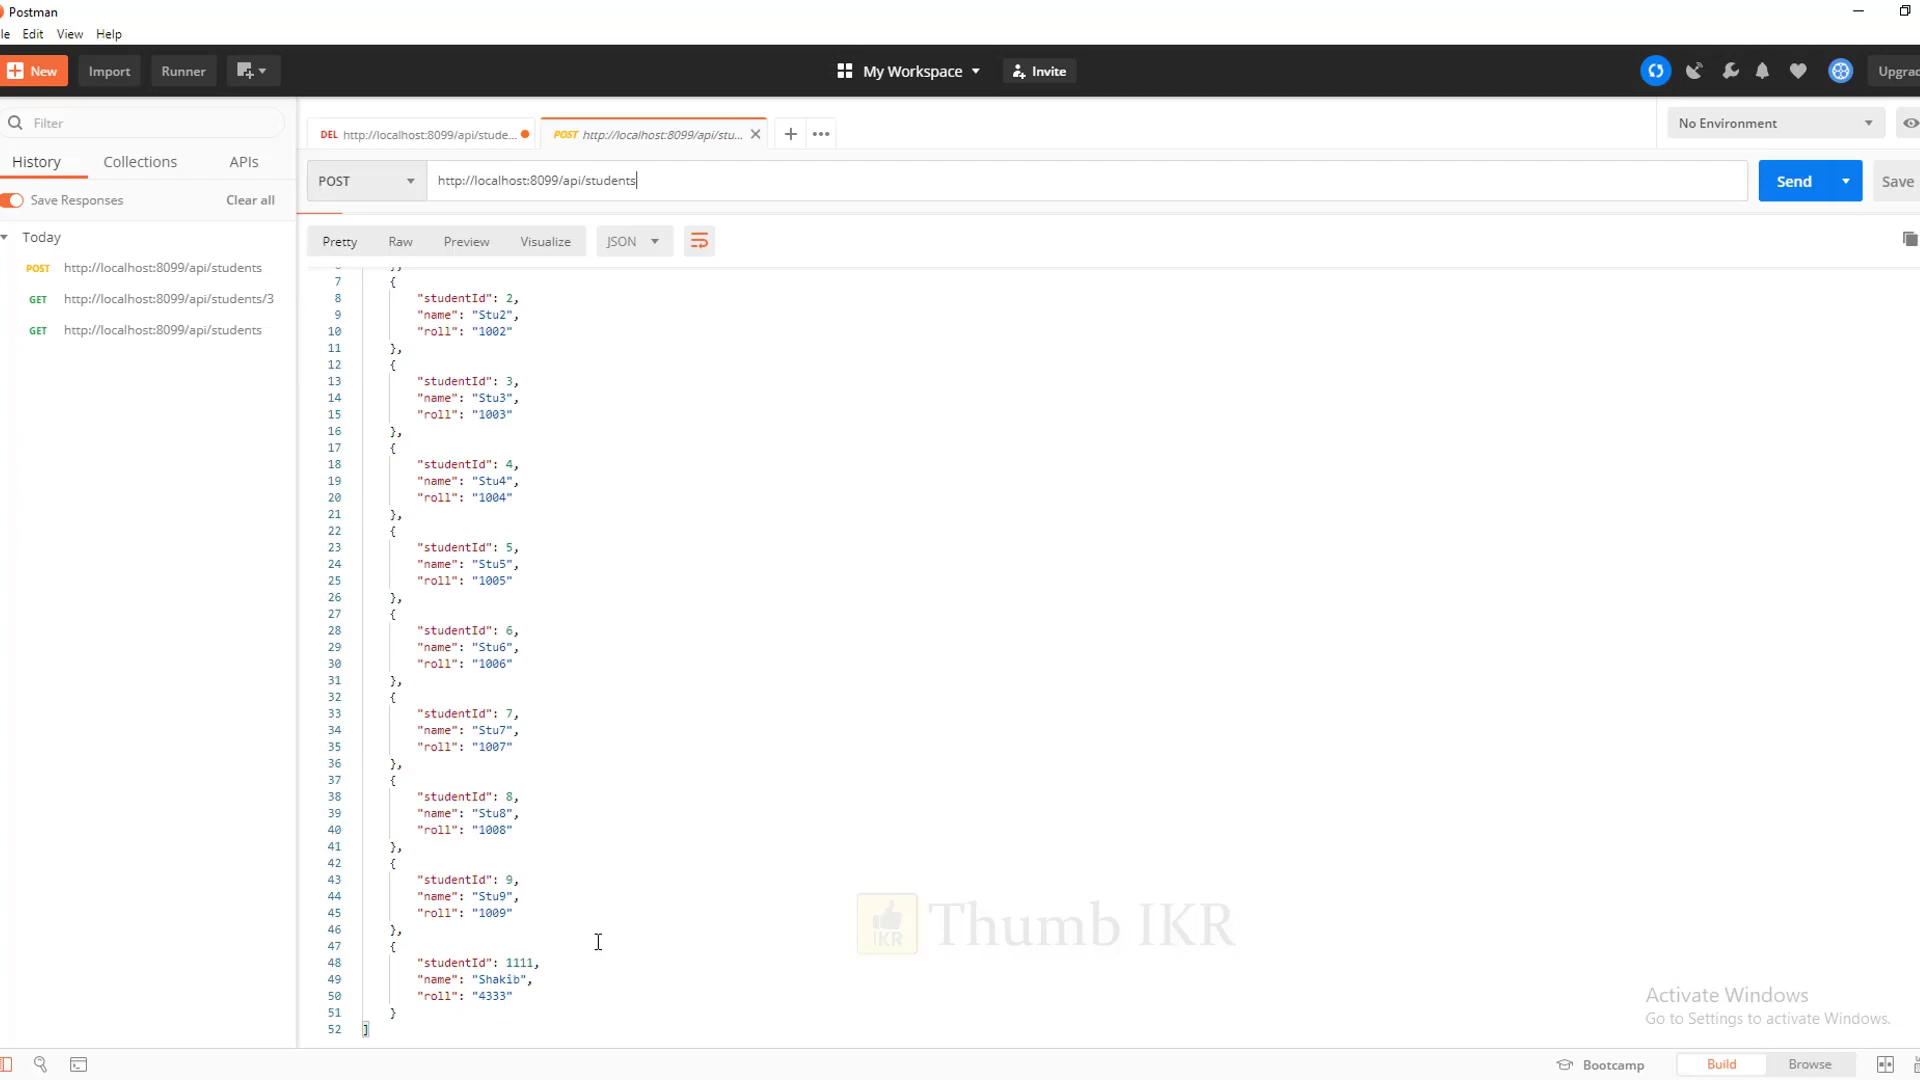 Postman
le Edit View Help
New Import Runner My Workspace Invite Upgrad
Filter
DEL http://localhost:8099/api/stude... POST http://localhost:8099/api/stu... No Environment
History Collections APIs
POST http://localhost:8099/api/students Send Save
Save Responses Clear all
Pretty Raw Preview Visualize JSON
Today
POST http://localhost:8099/api/students
GET http://localhost:8099/api/students/3
GET http://localhost:8099/api/students
7 {
8 "studentId": 2,
9 "name": "Stu2",
10 "roll": "1002"
11 },
12 {
13 "studentId": 3,
14 "name": "Stu3",
15 "roll": "1003"
16 },
17 {
18 "studentId": 4,
19 "name": "Stu4",
20 "roll": "1004"
21 },
22 {
23 "studentId": 5,
24 "name": "Stu5",
25 "roll": "1005"
26 },
27 {
28 "studentId": 6,
29 "name": "Stu6",
30 "roll": "1006"
31 },
32 {
33 "studentId": 7,
34 "name": "Stu7",
35 "roll": "1007"
36 },
37 {
38 "studentId": 8,
39 "name": "Stu8",
40 "roll": "1008"
41 },
42 {
43 "studentId": 9,
44 "name": "Stu9",
45 "roll": "1009"
46 },
47 {
48 "studentId": 1111,
49 "name": "Shakib",
50 "roll": "4333"
51 }
52 ]
IKR Thumb IKR
Activate Windows
Go to Settings to activate Windows.
Bootcamp Build Browse